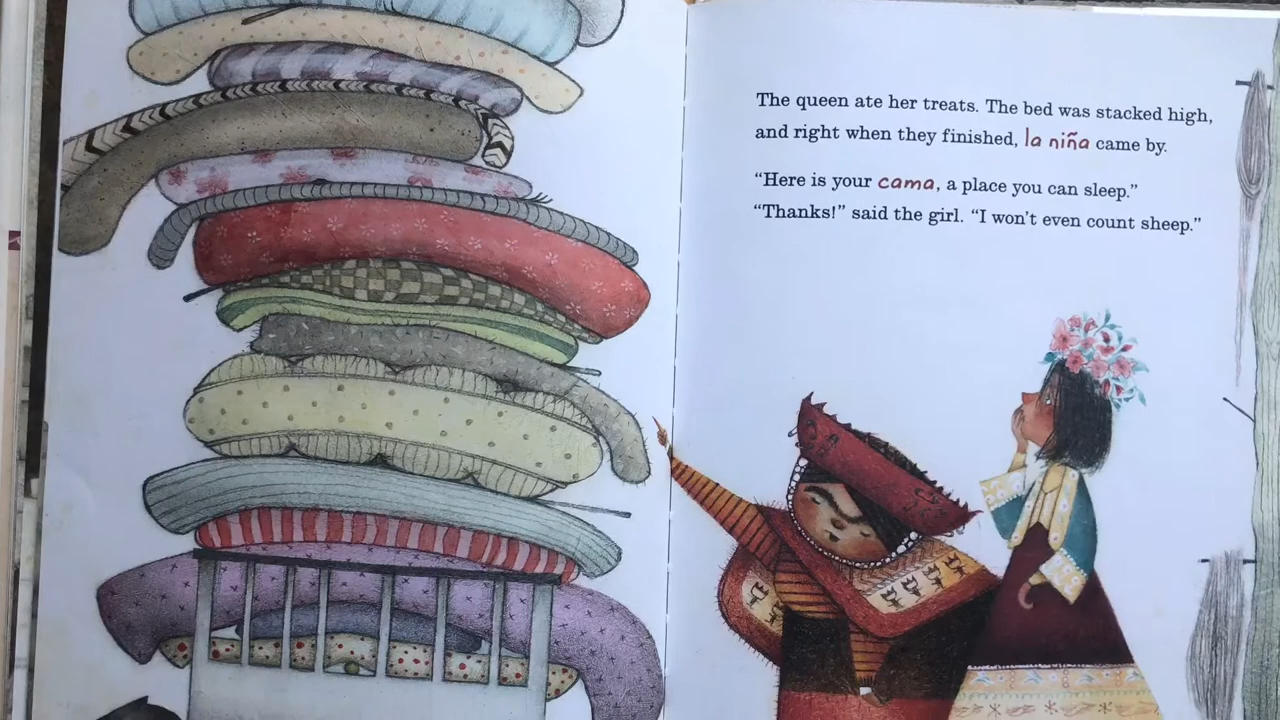 The queen ate her treats. The bed was stacked high,
and right when they finished, la niña came by.
“Here is your cama, a place you can sleep.”
“Thanks!” said the girl. “I won’t even count sheep.”